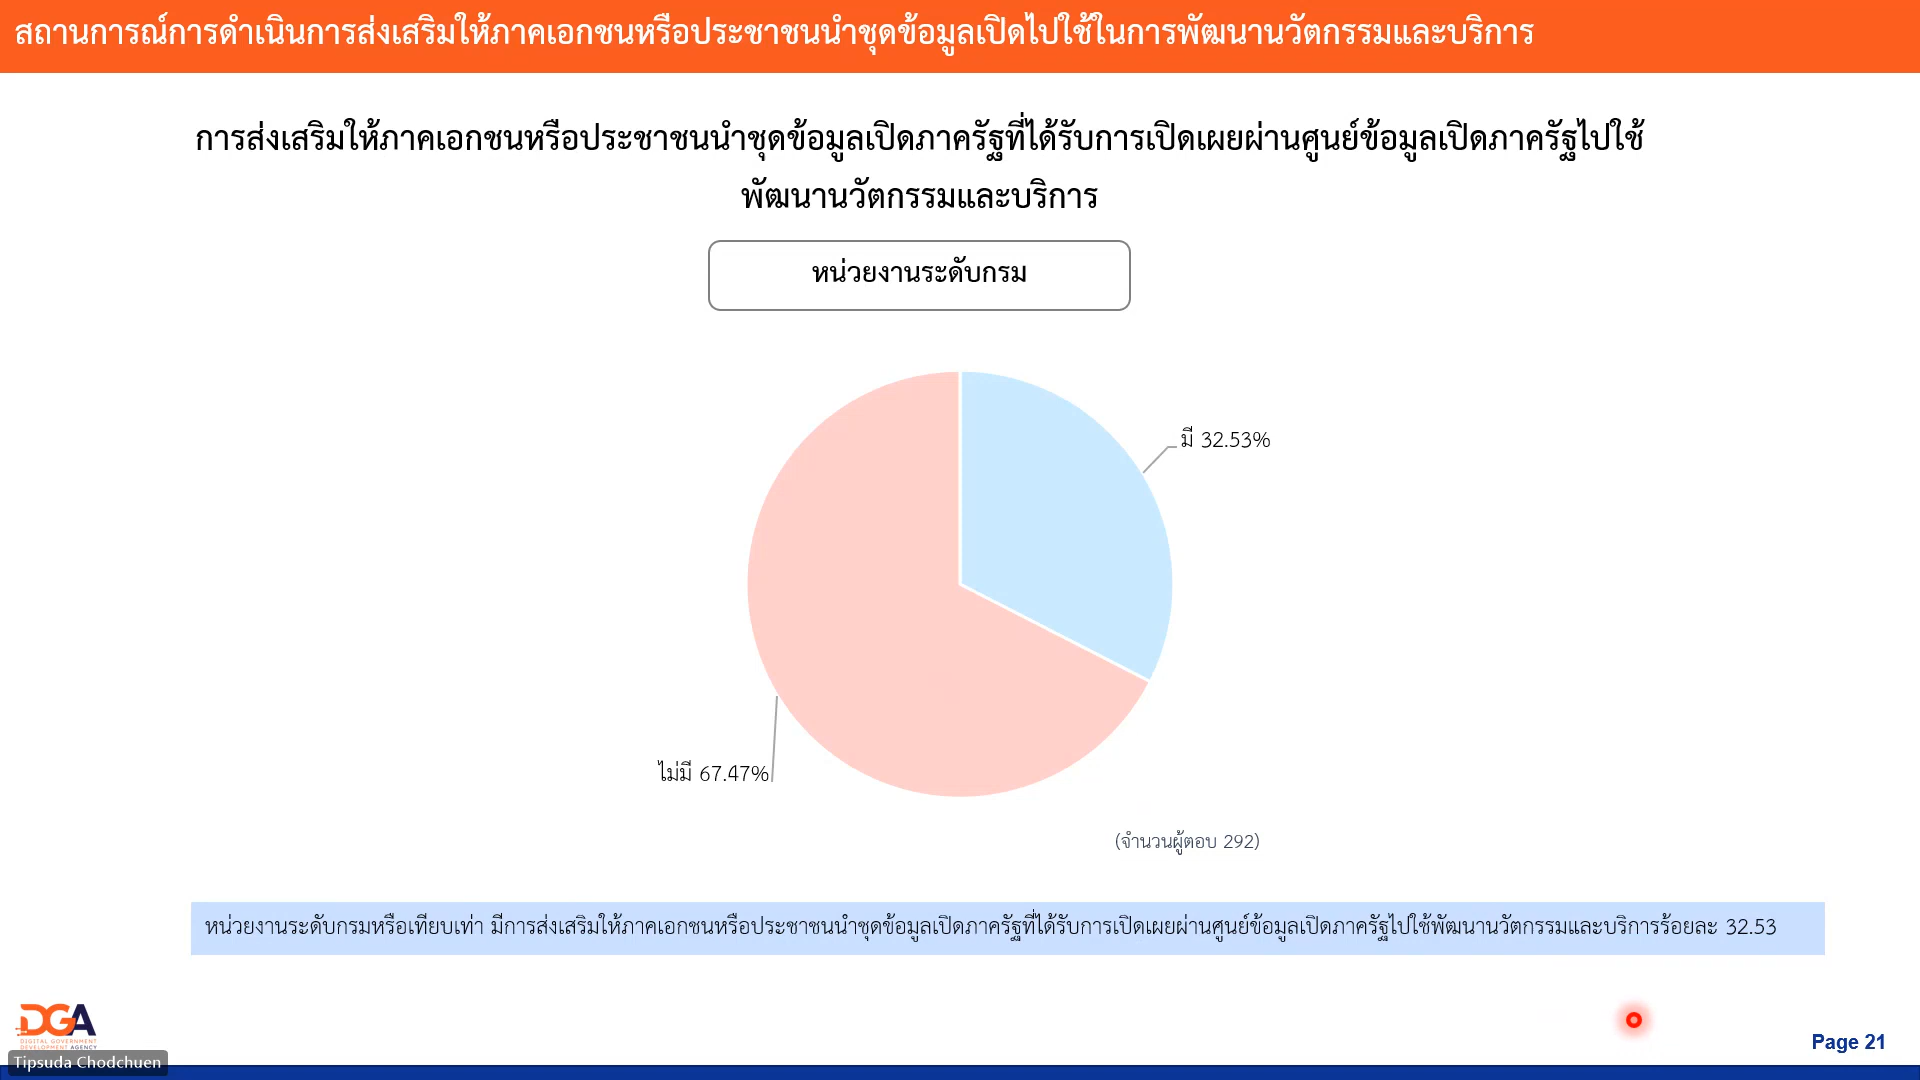 สถานการณ์การดำเนินการส่งเสริมให้ภาคเอกชนหรือประชาชนนำชุดข้อมูลเปิดไปใช้ในการพัฒนานวัตกรรมและบริการ
การส่งเสริมให้ภาคเอกชนหรือประชาชนนำชุดข้อมูลเปิดภาครัฐที่ได้รับการเปิดเผยผ่านศูนย์ข้อมูลเปิดภาครัฐไปใช้
พัฒนานวัตกรรมและบริการ
หน่วยงานระดับกรม
มี 32.53%
ไม่มี 67.47%
(จำนวนผู้ตอบ 292)
หน่วยงานระดับกรมหรือเทียบเท่า มีการส่งเสริมให้ภาคเอกชนหรือประชาชนนำชุดข้อมูลเปิดภาครัฐที่ได้รับการเปิดเผยผ่านศูนย์ข้อมูลเปิดภาครัฐไปใช้พัฒนานวัตกรรมและบริการร้อยละ 32.53
DGA
DIGITAL GOVERNMENT
DEVELOPMENT AGENCY
Tipsuda Chodchuen
Page 21